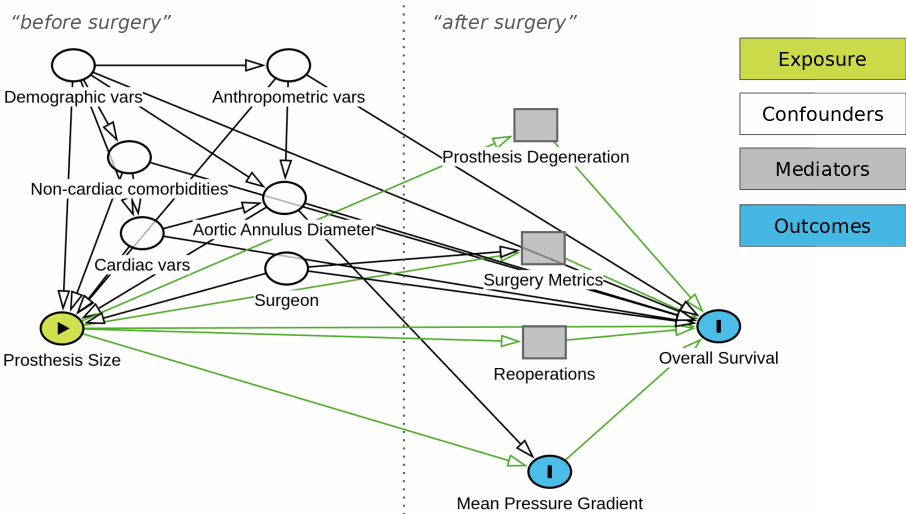 “before surgery”
“after surgery”
Exposure
Demographic vars
Anthropometric vars
Confounders
Prosthesis Degeneration
Mediators
Non-cardiac comorbidities
Aortic Annulus Diameter
Outcomes
Cardiac vars
Surgery Metrics
Surgeon
Prosthesis Size
Overall Survival
Reoperations
Mean Pressure Gradient